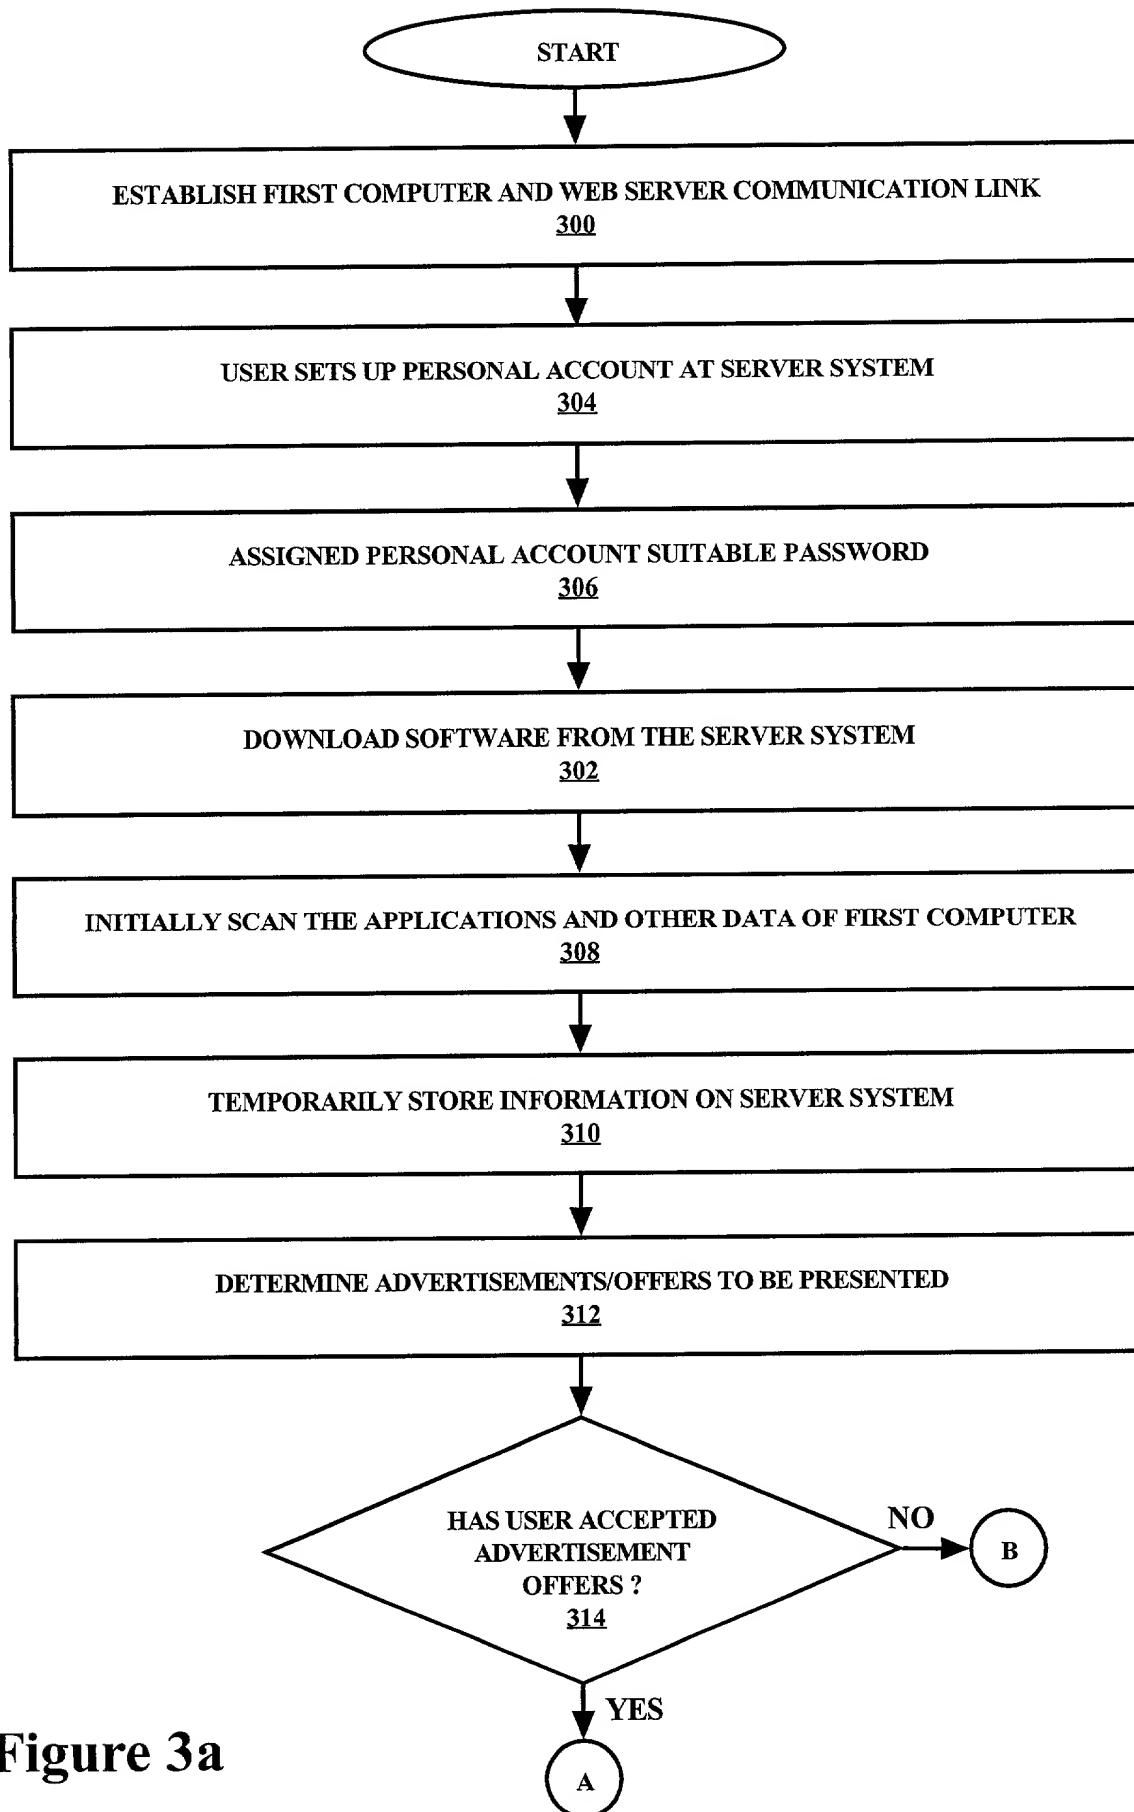 START
ESTABLISH FIRST COMPUTER AND WEB SERVER COMMUNICATION LINK
300
USER SETS UP PERSONAL ACCOUNT AT SERVER SYSTEM
304
ASSIGNED PERSONAL ACCOUNT SUITABLE PASSWORD
306
DOWNLOAD SOFTWARE FROM THE SERVER SYSTEM
302
INITIALLY SCAN THE APPLICATIONS AND OTHER DATA OF FIRST COMPUTER
308
TEMPORARILY STORE INFORMATION ON SERVER SYSTEM
310
DETERMINE ADVERTISEMENTS/OFFERS TO BE PRESENTED
312
HAS USER ACCEPTED
ADVERTISEMENT
OFFERS ?
314
NO
B
YES
A
Figure 3a